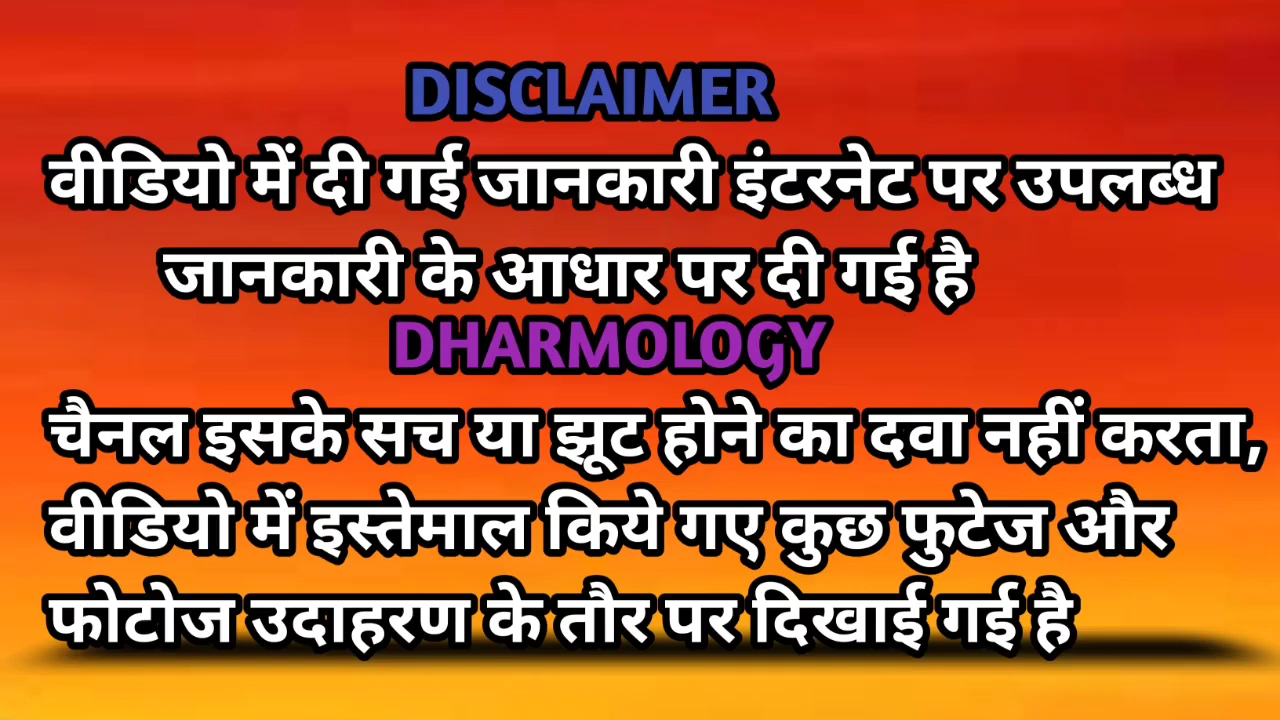 DISCLAIMER
वीडियो में दी गई जानकारी इंटरनेट पर उपलब्ध
जानकारी के आधार पर दी गई है
DHARMOLOGY
चैनल इसके सच या झूट होने का दवा नहीं करता,
वीडियो में इस्तेमाल किये गए कुछ फुटेज और
फोटोज उदाहरण के तौर पर दिखाई गई है